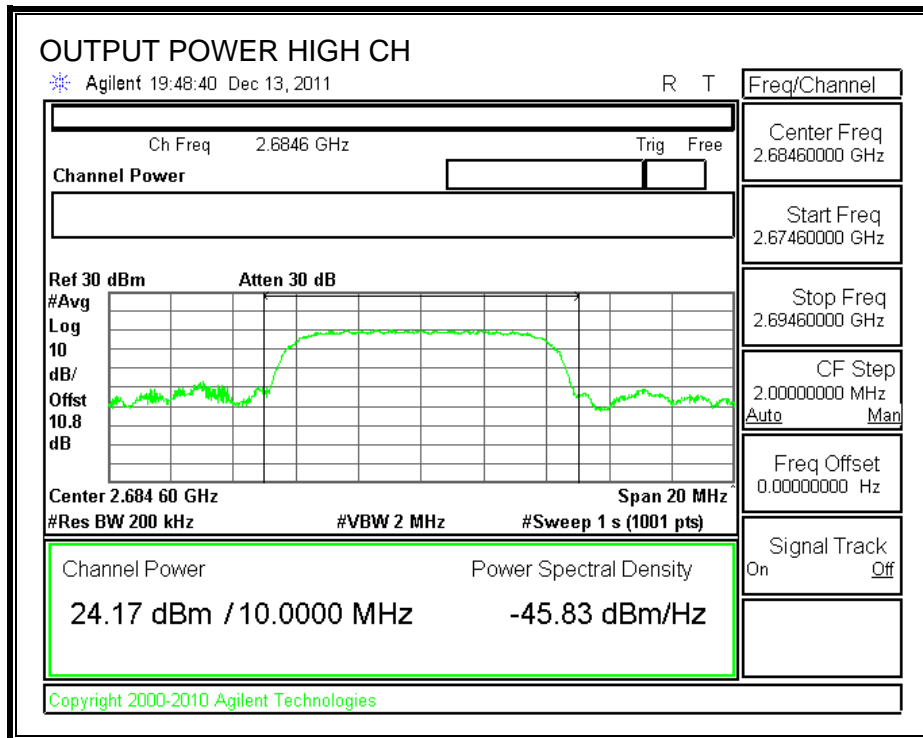 OUTPUT POWER HIGH CH
Agilent 19:48:40 Dec 13, 2011 R T
Ch Freq 2.6846 GHz Trig Free
Channel Power
Ref 30 dBm Atten 30 dB
#Avg
Log
10
dB/
Offst
10.8
dB
Center 2.684 60 GHz Span 20 MHz
#Res BW 200 kHz #VBW 2 MHz #Sweep 1 s (1001 pts)
Channel Power Power Spectral Density
24.17 dBm / 10.0000 MHz -45.83 dBm/Hz
Copyright 2000-2010 Agilent Technologies
Freq/Channel
Center Freq
2.68460000 GHz
Start Freq
2.67460000 GHz
Stop Freq
2.69460000 GHz
CF Step
2.00000000 MHz
Auto Man
Freq Offset
0.00000000 Hz
Signal Track
On Off